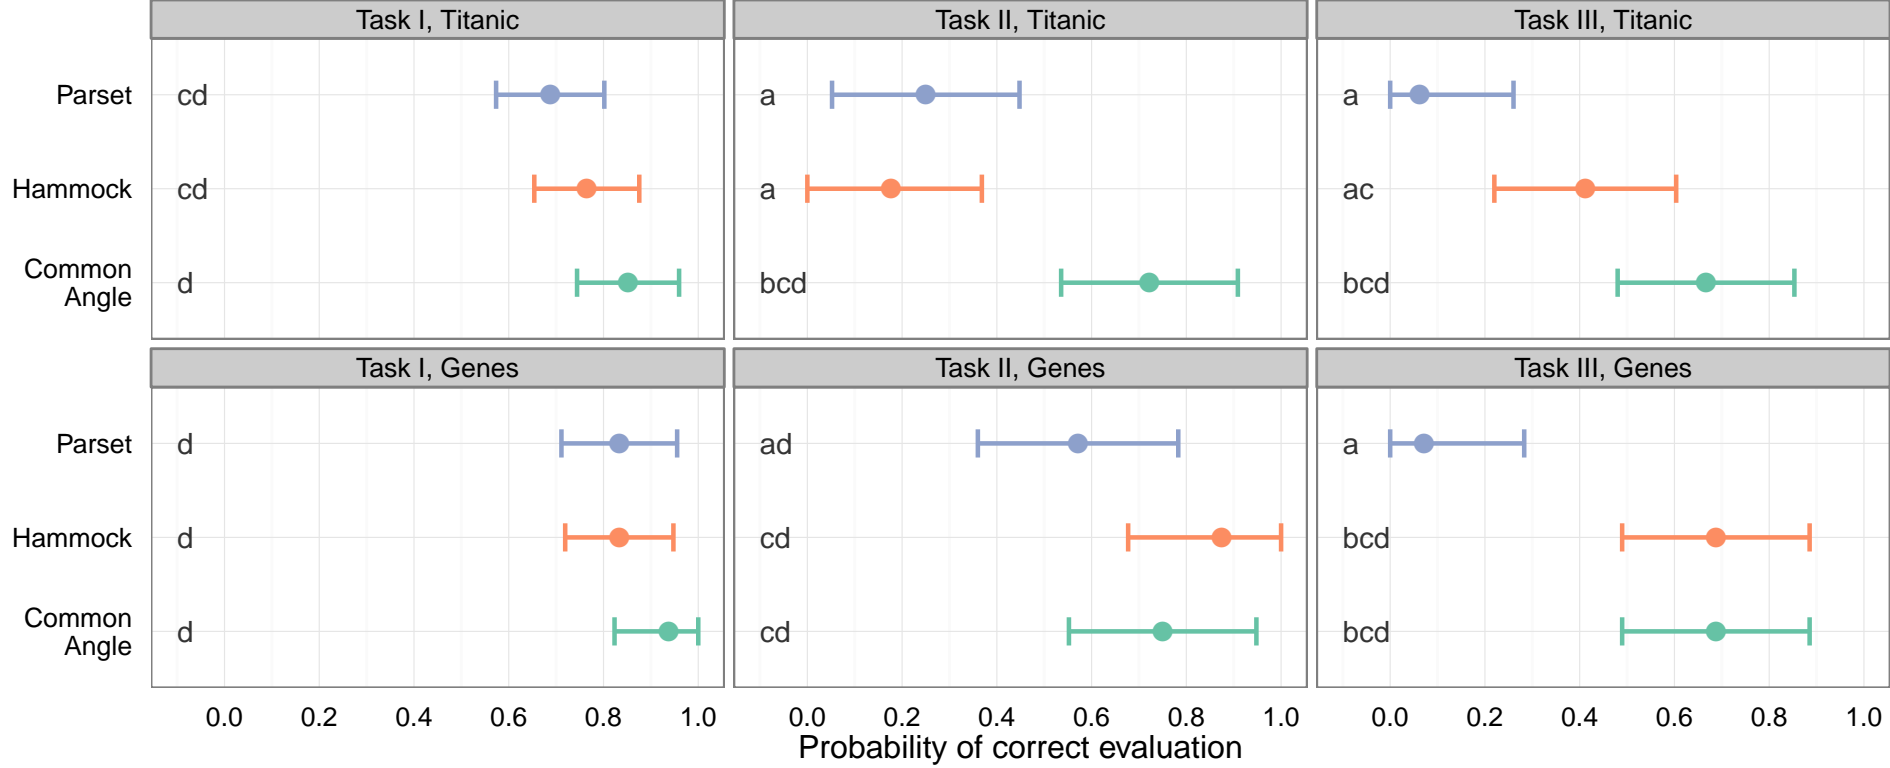 Task I, Titanic
Task II, Titanic
Task III, Titanic
Parset
cd
a
a
Hammock
cd
a
ac
Common
Angle
d
bcd
bcd
Task I, Genes
Task II, Genes
Task III, Genes
Parset
d
ad
a
Hammock
d
cd
bcd
Common
Angle
d
cd
bcd
0.0 0.2 0.4 0.6 0.8 1.0
0.0 0.2 0.4 0.6 0.8 1.0
0.0 0.2 0.4 0.6 0.8 1.0
Probability of correct evaluation